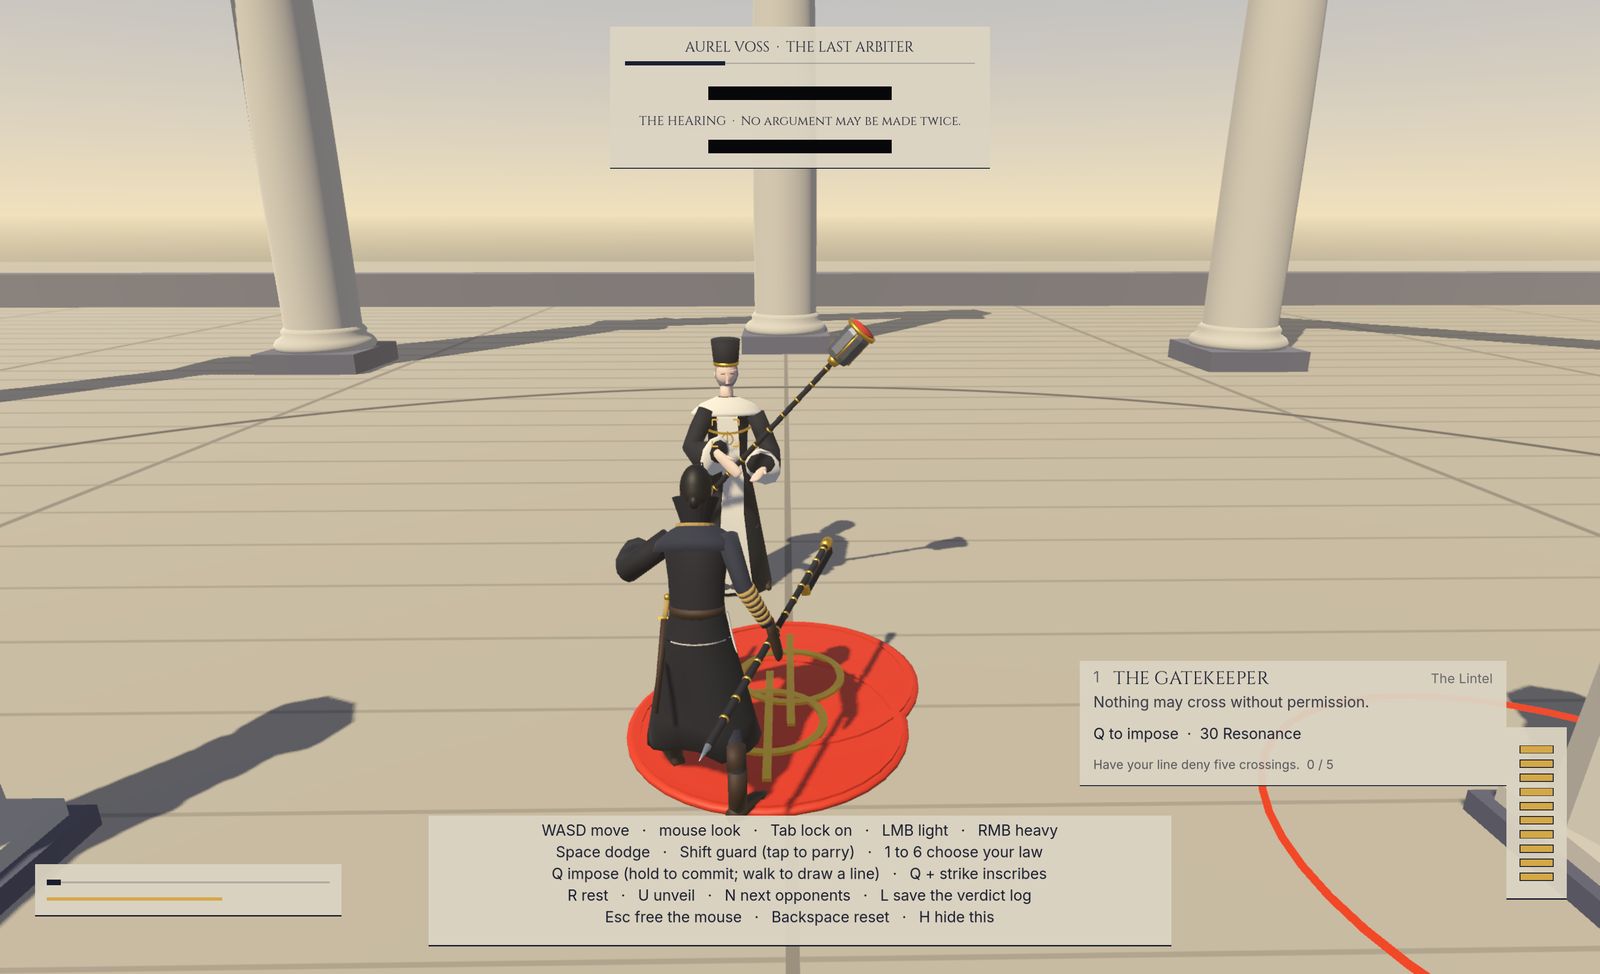 AUREL VOSS · THE LAST ARBITER
THE HEARING · NO ARGUMENT MAY BE MADE TWICE.
1 THE GATEKEEPER The Lintel
Nothing may cross without permission.
Q to impose · 30 Resonance
Have your line deny five crossings. 0 / 5
WASD move · mouse look · Tab lock on · LMB light · RMB heavy
Space dodge · Shift guard (tap to parry) · 1 to 6 choose your law
Q impose (hold to commit; walk to draw a line) · Q + strike inscribes
R rest · U unveil · N next opponents · L save the verdict log
Esc free the mouse · Backspace reset · H hide this